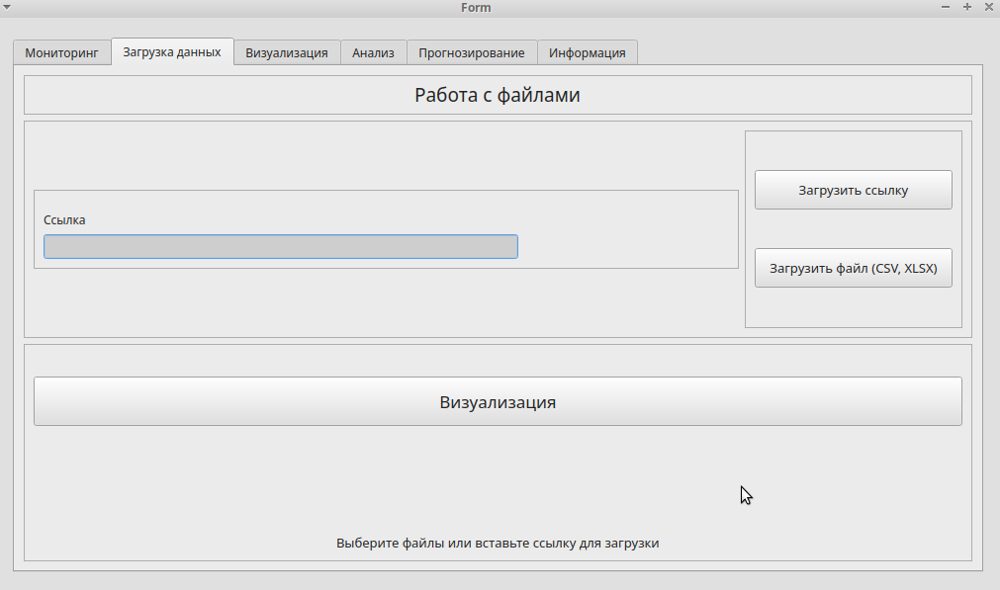 Form
Мониторинг Загрузка данных Визуализация Анализ Прогнозирование Информация
Работа с файлами
Загрузить ссылку
Ссылка
Загрузить файл (CSV, XLSX)
Визуализация
Выберите файлы или вставьте ссылку для загрузки